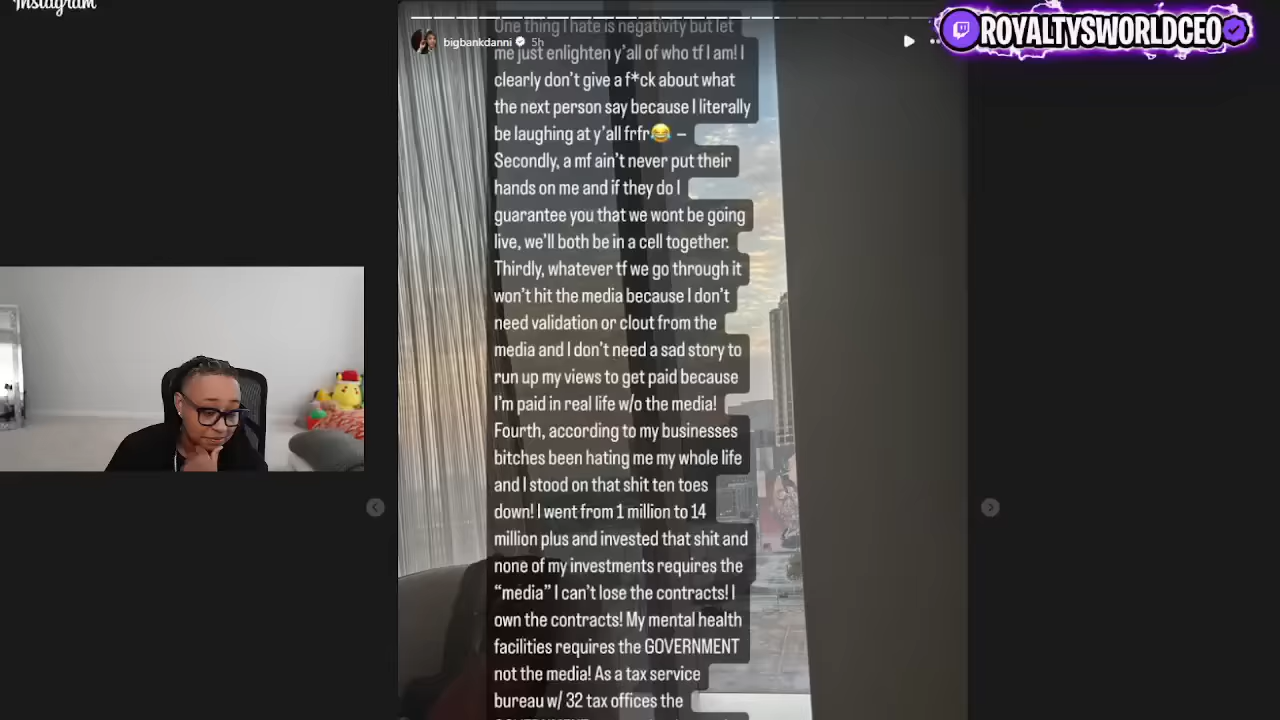 Instagram
ROYALTYSWORLDCEO
bigbankdanni 5h
One thing I hate is negativity but let
me just enlighten y'all of who tf I am! I
clearly don't give a f*ck about what
the next person say because I literally
be laughing at y'all frfr😂 –
Secondly, a mf ain't never put their
hands on me and if they do I
guarantee you that we wont be going
live, we'll both be in a cell together.
Thirdly, whatever tf we go through it
won't hit the media because I don't
need validation or clout from the
media and I don't need a sad story to
run up my views to get paid because
I'm paid in real life w/o the media!
Fourth, according to my businesses
bitches been hating me my whole life
and I stood on that shit ten toes
down! I went from 1 million to 14
million plus and invested that shit and
none of my investments requires the
“media” I can't lose the contracts! I
own the contracts! My mental health
facilities requires the GOVERNMENT
not the media! As a tax service
bureau w/ 32 tax offices the